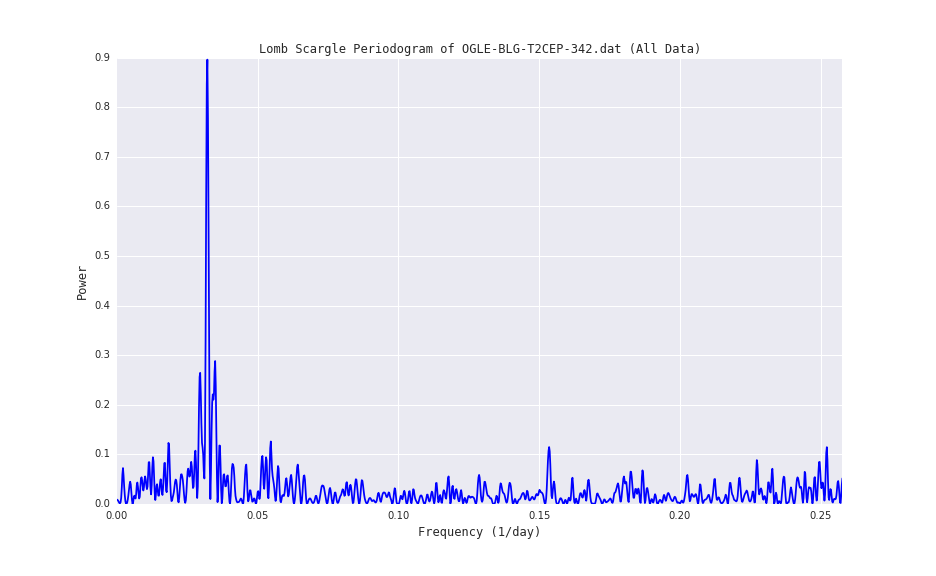 Lomb Scargle Periodogram of OGLE-BLG-T2CEP-342.dat (All Data)
0.9
0.8
0.7
0.6
0.5
0.4
0.3
0.2
0.1
0.0
Power
0.00 0.05 0.10 0.15 0.20 0.25
Frequency (1/day)